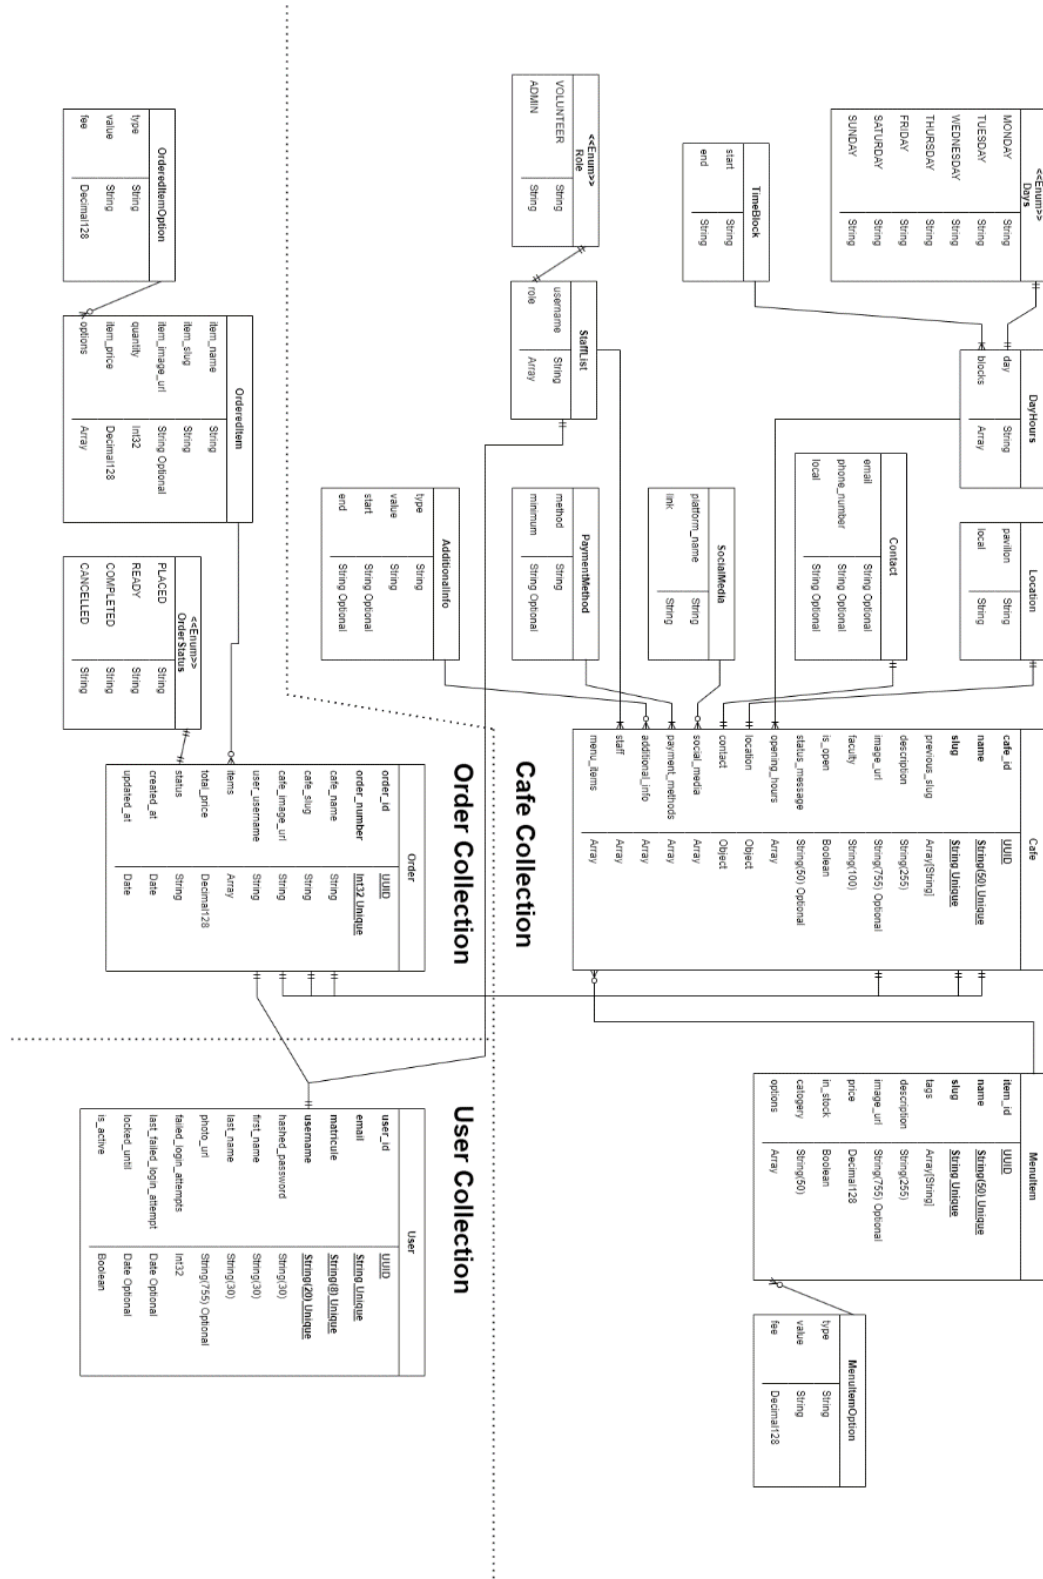 <<Enum>>
Days
MONDAY String
TUESDAY String
WEDNESDAY String
THURSDAY String
FRIDAY String
SATURDAY String
SUNDAY String
TimeBlock
start String
end String
<<Enum>>
Role
VOLUNTEER String
ADMIN String
DayHours
day String
blocks Array
StaffList
username String
role Array
Location
pavillon String
local String
Contact
email String Optional
phone_number String Optional
local String Optional
SocialMedia
platform_name String
link String
PaymentMethod
method String
minimum String Optional
AdditionalInfo
type String
value String
start String Optional
end String Optional
Cafe
cafe_id UUID
name String(50) Unique
slug String Unique
previous_slug Array[String]
description String(255)
image_url String(755) Optional
faculty String(100)
is_open Boolean
status_message String(50) Optional
opening_hours Array
location Object
contact Object
social_media Array
payment_methods Array
additional_info Array
staff Array
menu_items Array
Cafe Collection
MenuItem
item_id UUID
name String(50) Unique
slug String Unique
tags Array[String]
description String(255)
image_url String(755) Optional
price Decimal128
in_stock Boolean
catogery String(50)
options Array
MenuItemOption
type String
value String
fee Decimal128
OrderedItemOption
type String
value String
fee Decimal128
OrderedItem
item_name String
item_slug String
item_image_url String Optional
quantity Int32
item_price Decimal128
options Array
<<Enum>>
OrderStatus
PLACED String
READY String
COMPLETED String
CANCELLED String
Order Collection
Order
order_id UUID
order_number Int32 Unique
cafe_name String
cafe_slug String
cafe_image_url String
user_username String
items Array
total_price Decimal128
status String
created_at Date
updated_at Date
User Collection
User
user_id UUID
email String Unique
matricule String(8) Unique
username String(20) Unique
hashed_password String(30)
first_name String(30)
last_name String(30)
photo_url String(755) Optional
failed_login_attempts Int32
last_failed_login_attempt Date Optional
locked_until Date Optional
is_active Boolean